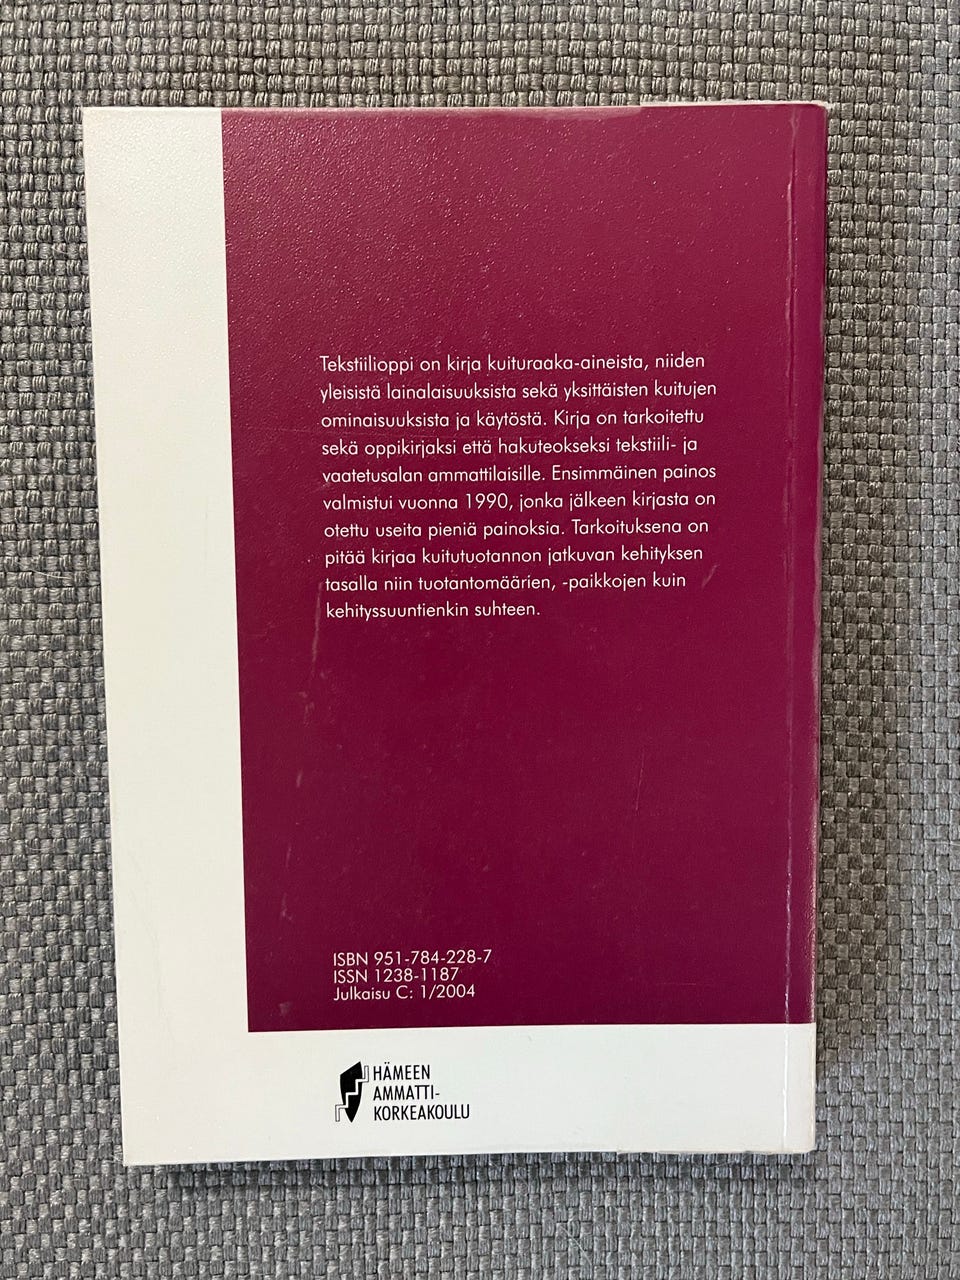 Tekstiilioppi on kirja kuituraaka-aineista, niiden
yleisistä lainalaisuuksista sekä yksittäisten kuitujen
ominaisuuksista ja käytöstä. Kirja on tarkoitettu
sekä oppikirjaksi että hakuteokseksi tekstiili- ja
vaatetusalan ammattilaisille. Ensimmäinen painos
valmistui vuonna 1990, jonka jälkeen kirjasta on
otettu useita pieniä painoksia. Tarkoituksena on
pitää kirjaa kuitutuotannon jatkuvan kehityksen
tasalla niin tuotantomäärien, -paikkojen kuin
kehityssuuntienkin suhteen.
ISBN 951-784-228-7
ISSN 1238-1187
Julkaisu C: 1/2004
HÄMEEN
AMMATTI-
KORKEAKOULU